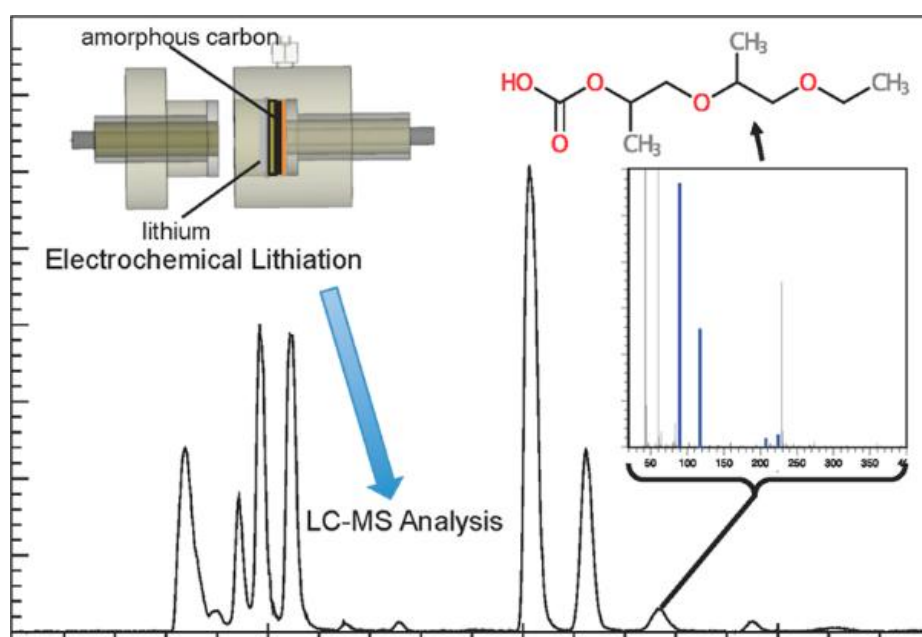 amorphous carbon
lithium
Electrochemical Lithiation
LC-MS Analysis
CH₃
HO
O
O
O
CH₃
O
CH₃
50 100 150 200 250 300 350